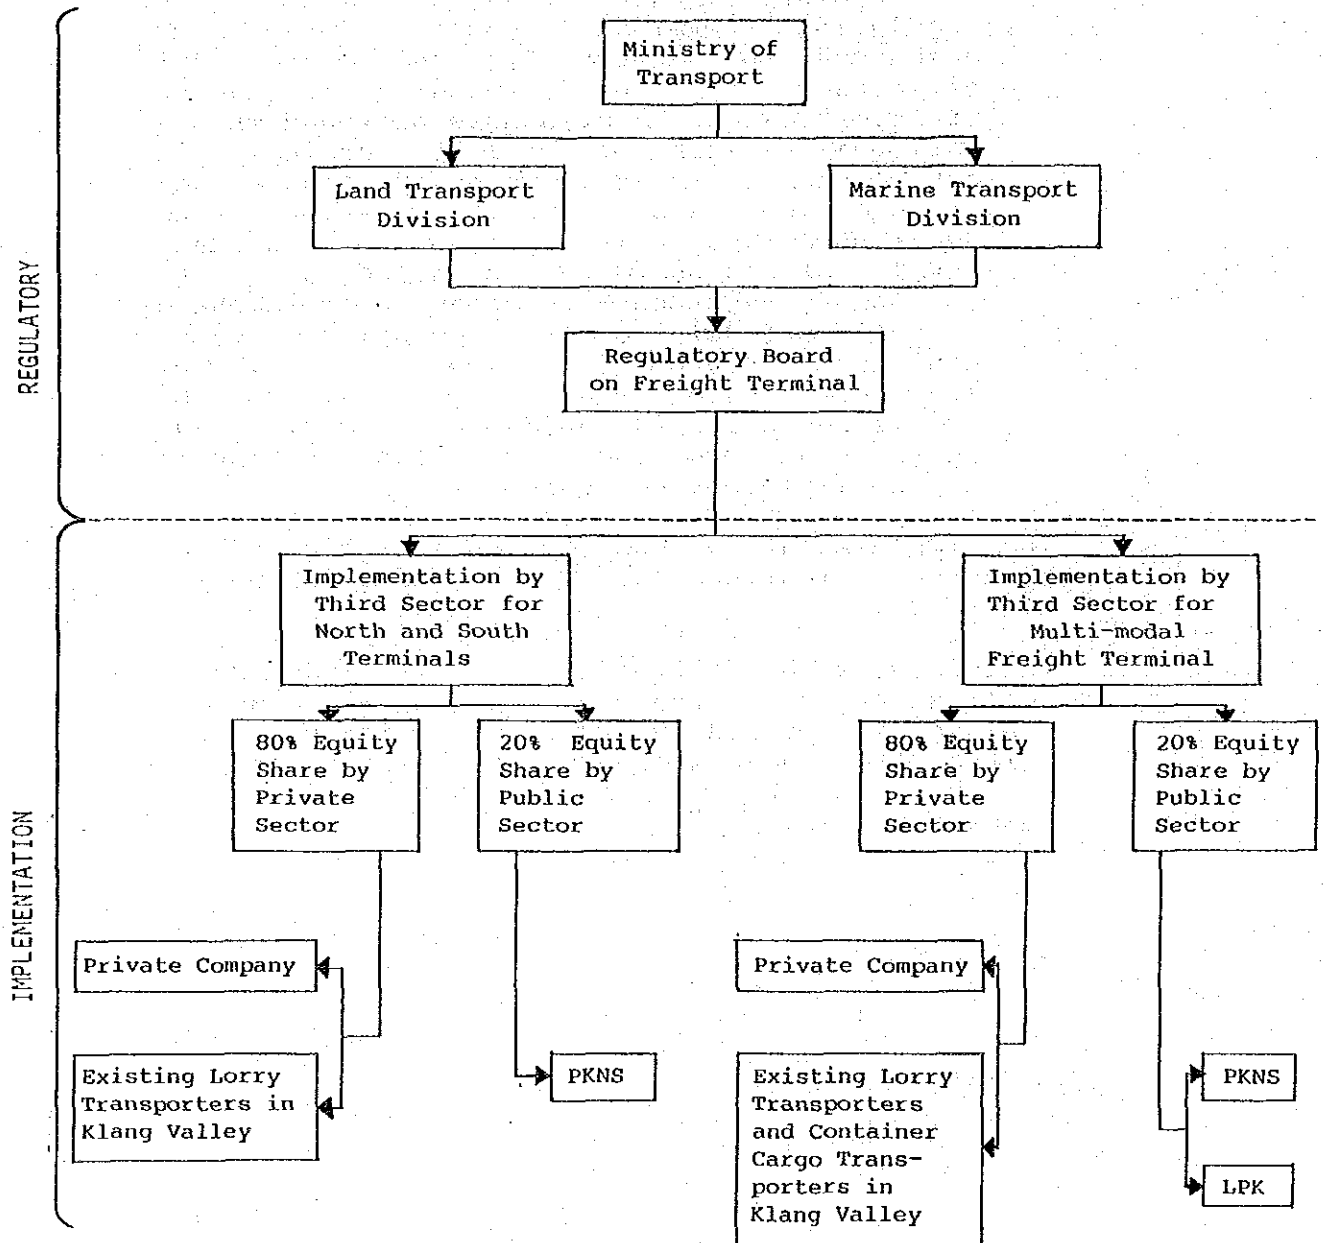 Ministry of
Transport
Land Transport
Division
Marine Transport
Division
REGULATORY
Regulatory Board
on Freight Terminal
Implementation by
Third Sector for
North and South
Terminals
Implementation by
Third Sector for
Multi-modal
Freight Terminal
80% Equity
Share by
Private
Sector
20% Equity
Share by
Public
Sector
80% Equity
Share by
Private
Sector
20% Equity
Share by
Public
Sector
IMPLEMENTATION
Private Company
Existing Lorry
Transporters in
Klang Valley
PKNS
Private Company
Existing Lorry
Transporters
and Container
Cargo Trans-
porters in
Klang Valley
PKNS
LPK